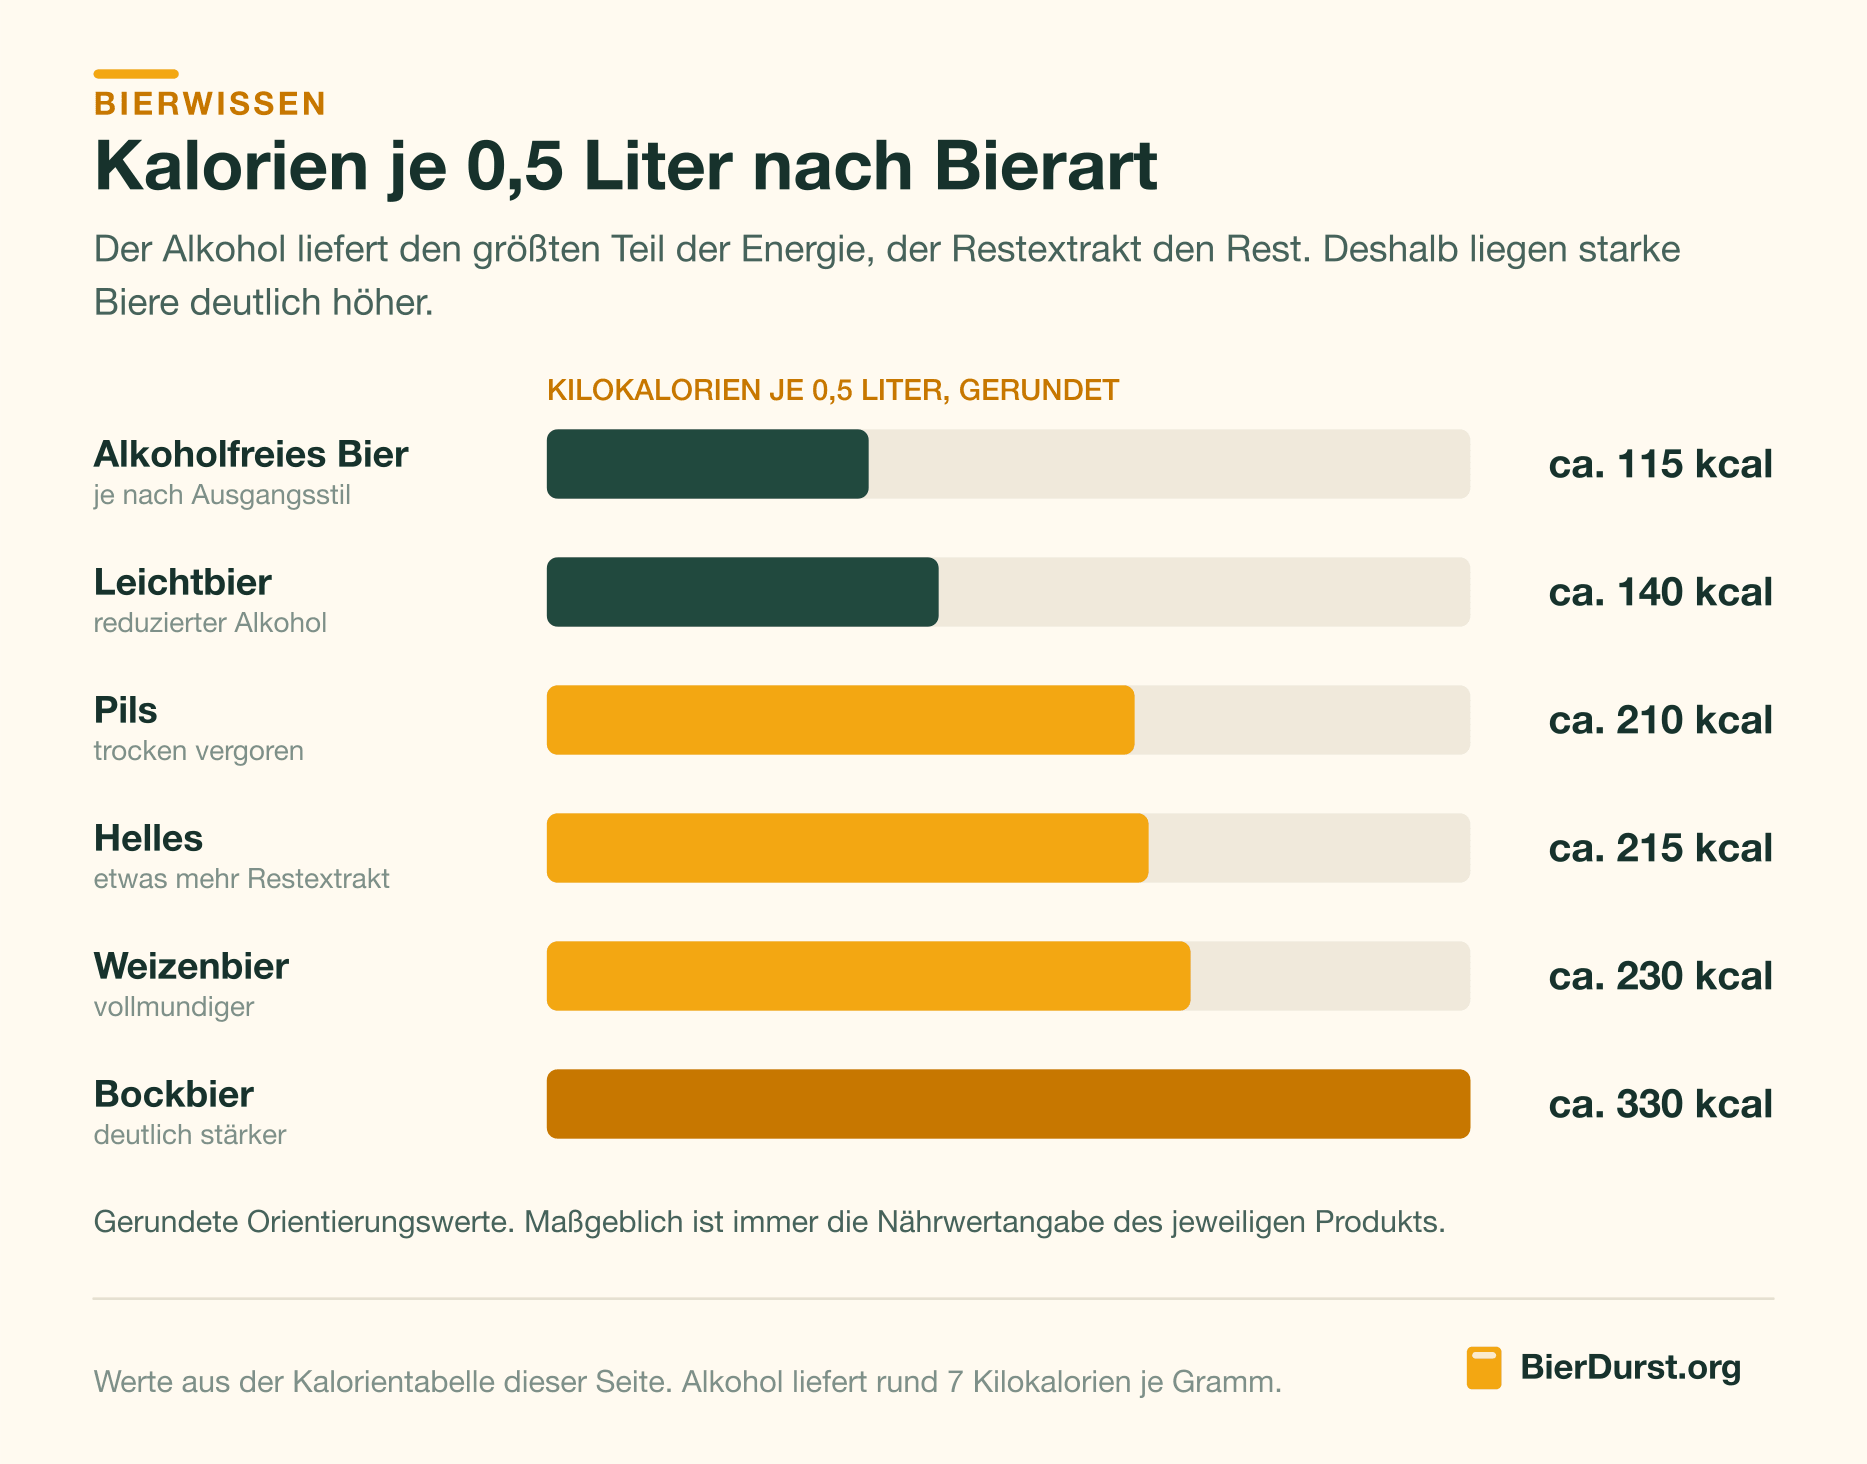 BIERWISSEN
Kalorien je 0,5 Liter nach Bierart
Der Alkohol liefert den größten Teil der Energie, der Restextrakt den Rest. Deshalb liegen starke
Biere deutlich höher.
KILOKALORIEN JE 0,5 LITER, GERUNDET
Alkoholfreies Bier
je nach Ausgangsstil
ca. 115 kcal
Leichtbier
reduzierter Alkohol
ca. 140 kcal
Pils
trocken vergoren
ca. 210 kcal
Helles
etwas mehr Restextrakt
ca. 215 kcal
Weizenbier
vollmundiger
ca. 230 kcal
Bockbier
deutlich stärker
ca. 330 kcal
Gerundete Orientierungswerte. Maßgeblich ist immer die Nährwertangabe des jeweiligen Produkts.
Werte aus der Kalorientabelle dieser Seite. Alkohol liefert rund 7 Kilokalorien je Gramm.
BierDurst.org